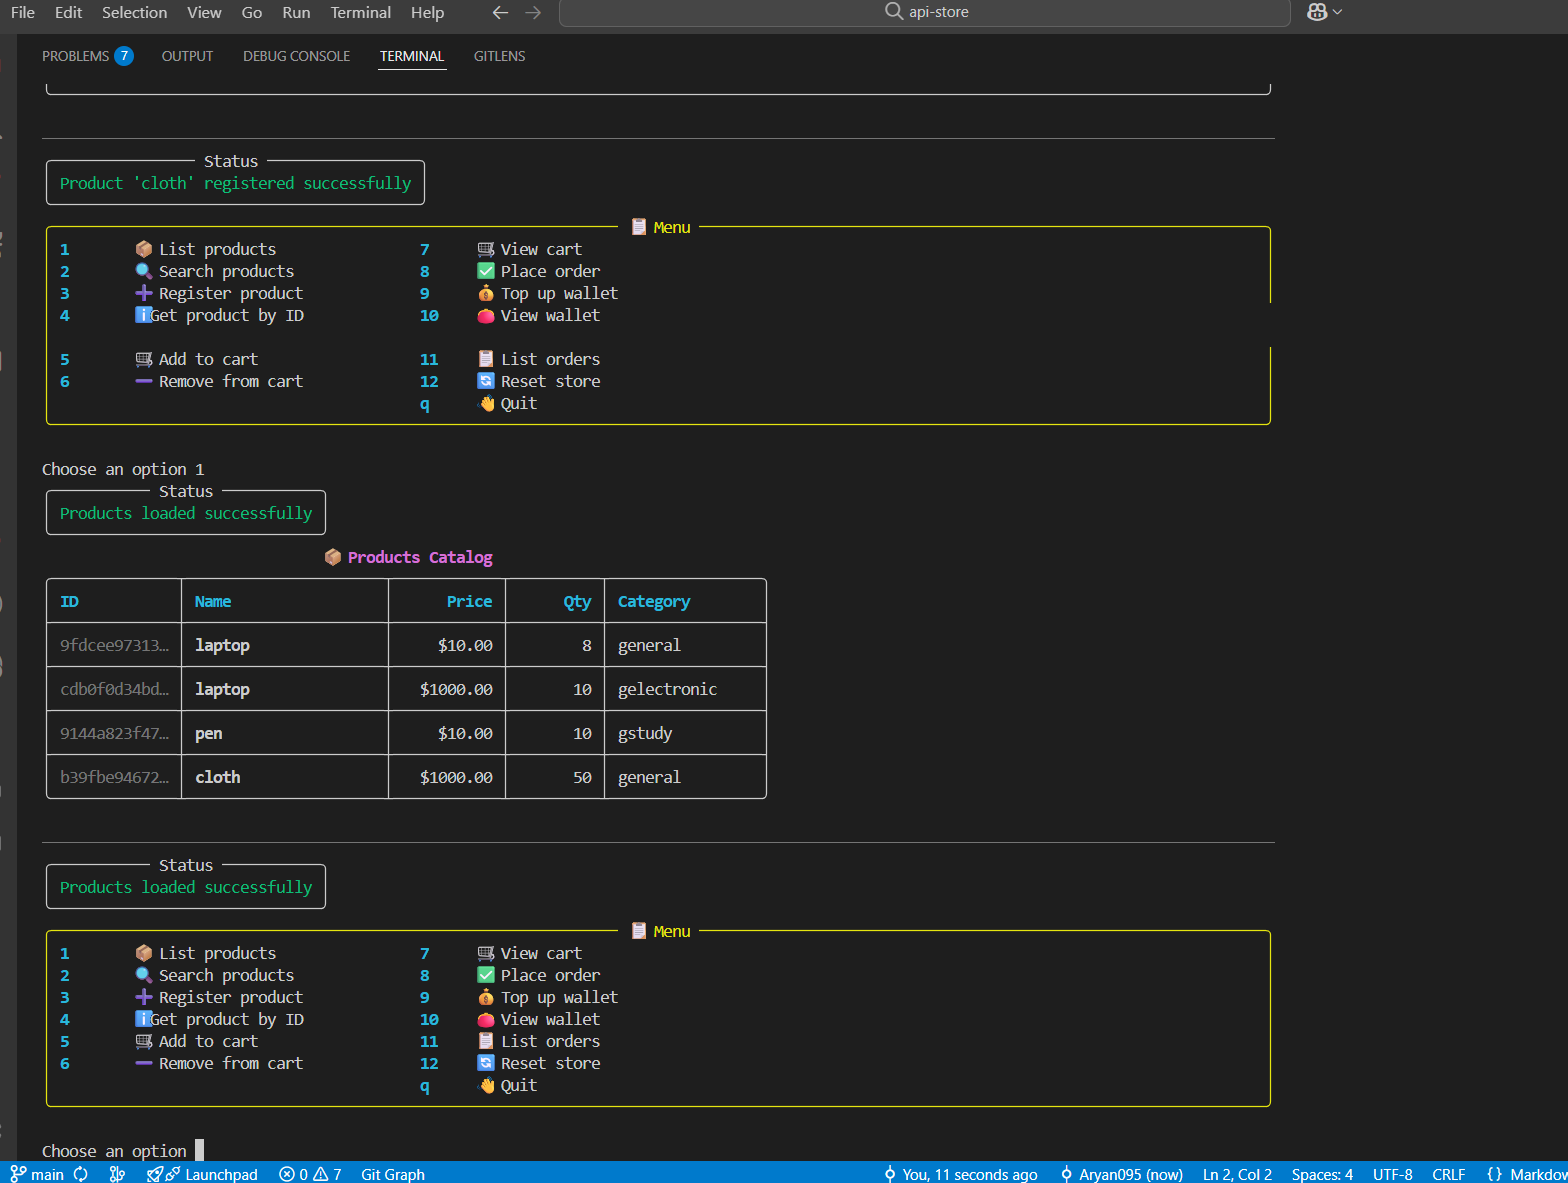 File Edit Selection View Go Run Terminal Help api-store
PROBLEMS 7 OUTPUT DEBUG CONSOLE TERMINAL GITLENS
Status
Product 'cloth' registered successfully
Menu
1 List products 7 View cart
2 Search products 8 Place order
3 Register product 9 Top up wallet
4 Get product by ID 10 View wallet
5 Add to cart 11 List orders
6 Remove from cart 12 Reset store
q Quit
Choose an option 1
Status
Products loaded successfully
Products Catalog
ID Name Price Qty Category
9fdcee97313… laptop $10.00 8 general
cdb0f0d34bd… laptop $1000.00 10 gelectronic
9144a823f47… pen $10.00 10 gstudy
b39fbe94672… cloth $1000.00 50 general
Status
Products loaded successfully
Menu
1 List products 7 View cart
2 Search products 8 Place order
3 Register product 9 Top up wallet
4 Get product by ID 10 View wallet
5 Add to cart 11 List orders
6 Remove from cart 12 Reset store
q Quit
Choose an option
main Launchpad 0 7 Git Graph You, 11 seconds ago Aryan095 (now) Ln 2, Col 2 Spaces: 4 UTF-8 CRLF {} Markdow